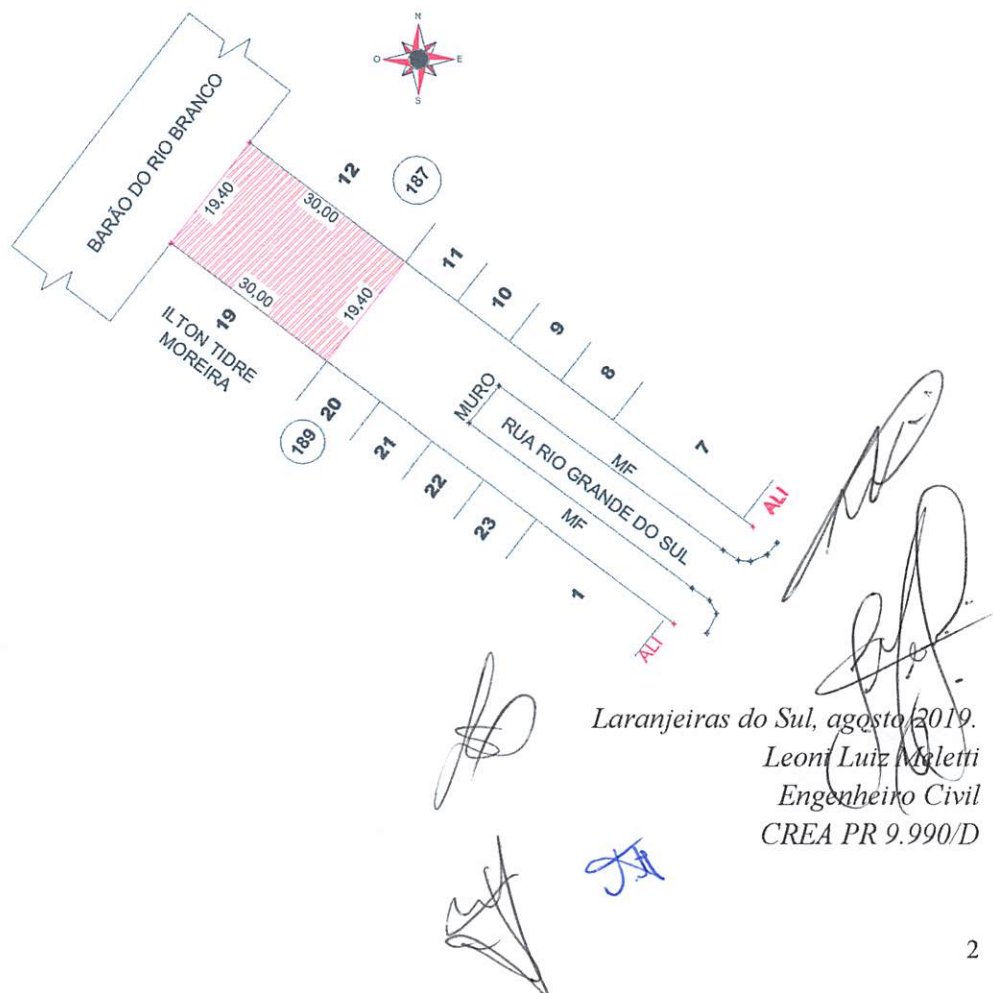 N
O E
S
BARÃO DO RIO BRANCO
12
187
19,40
30,00
30,00
19,40
11
10
9
8
7
19
ILTON TIDRE
MOREIRA
189
20
21
22
23
1
MURO
MF
RUA RIO GRANDE DO SUL
MF
ALI
ALI
Laranjeiras do Sul, agosto/2019.
Leoni Luiz Meletti
Engenheiro Civil
CREA PR 9.990/D
2